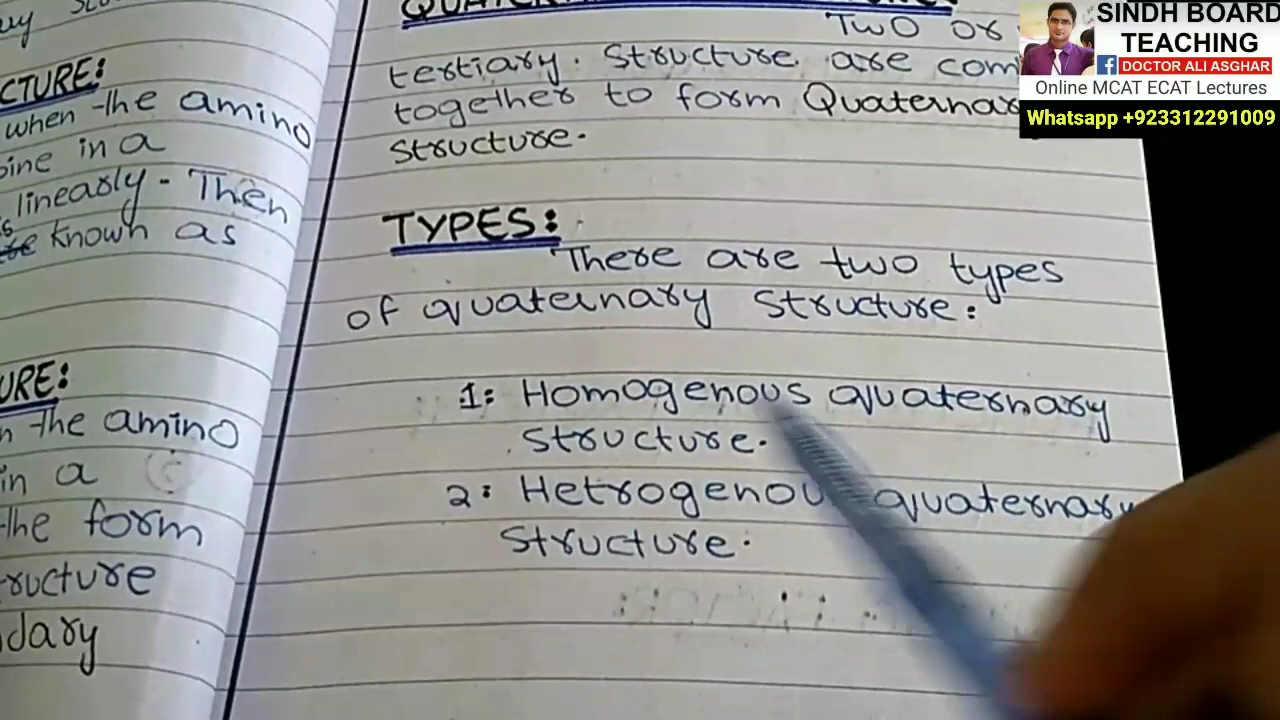 CTURE:
when the amino
in a
linearly. Then
known as
URE:
the amino
in a
the form
ructure
dary
Two or
tertiary. Structure are com
together to form Quaternar
Structure.
TYPES:
There are two types
of quaternary Structure:
1: Homogenous quaternary
Structure.
2: Hetrogenou quaternary
Structure.
SINDH BOARD
TEACHING
f DOCTOR ALI ASGHAR
Online MCAT ECAT Lectures
Whatsapp +923312291009